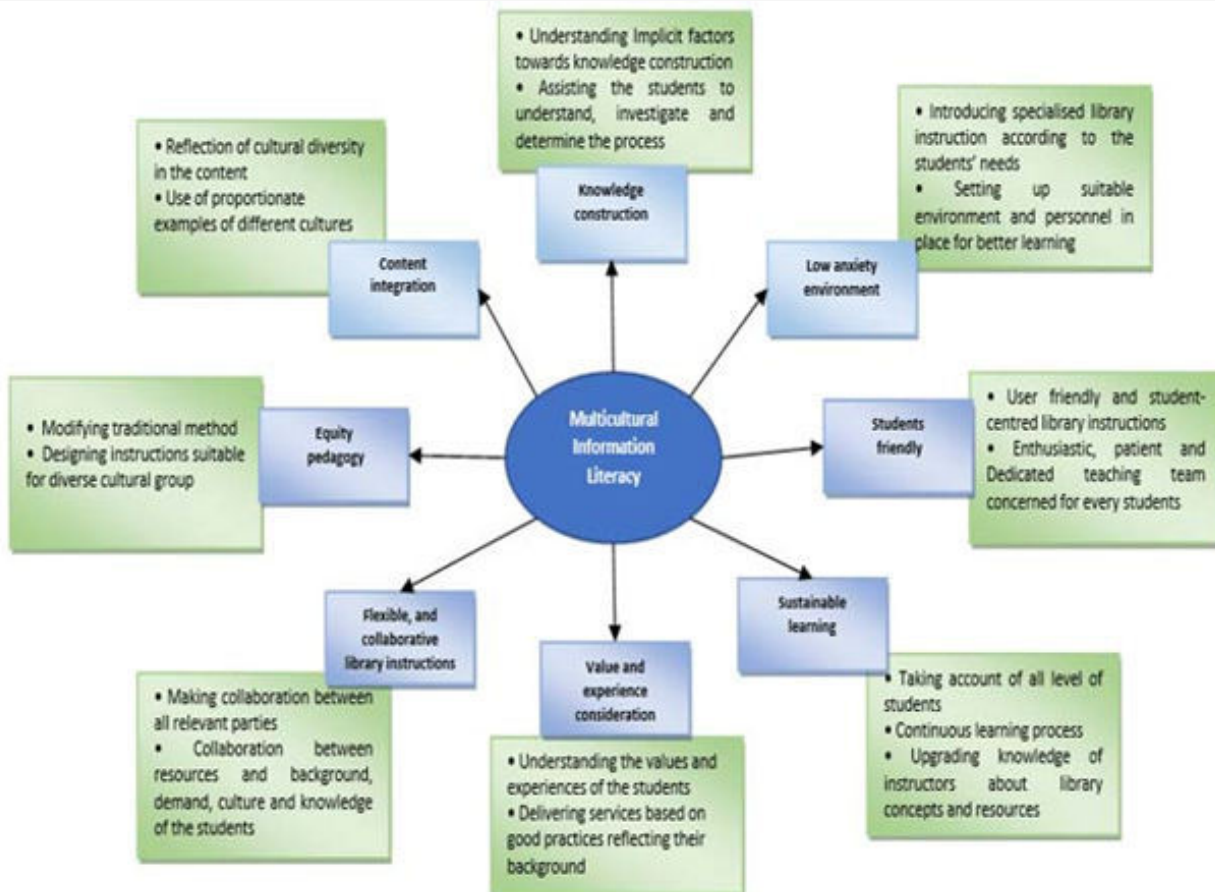 • Understanding Implicit factors
towards knowledge construction
• Assisting the students to
understand, investigate and
determine the process
Knowledge
construction
• Introducing specialised library
instruction according to the
students' needs
• Setting up suitable
environment and personnel in
place for better learning
Low anxiety
environment
• Reflection of cultural diversity
in the content
• Use of proportionate
examples of different cultures
Content
integration
Multicultural
Information
Literacy
• User friendly and student-
centred library instructions
• Enthusiastic, patient and
Dedicated teaching team
concerned for every students
Students
friendly
• Modifying traditional method
• Designing instructions suitable
for diverse cultural group
Equity
pedagogy
Sustainable
learning
• Taking account of all level of
students
• Continuous learning process
• Upgrading knowledge of
instructors about library
concepts and resources
Flexible, and
collaborative
library instructions
• Making collaboration between
all relevant parties
• Collaboration between
resources and background,
demand, culture and knowledge
of the students
Value and
experience
consideration
• Understanding the values and
experiences of the students
• Delivering services based on
good practices reflecting their
background